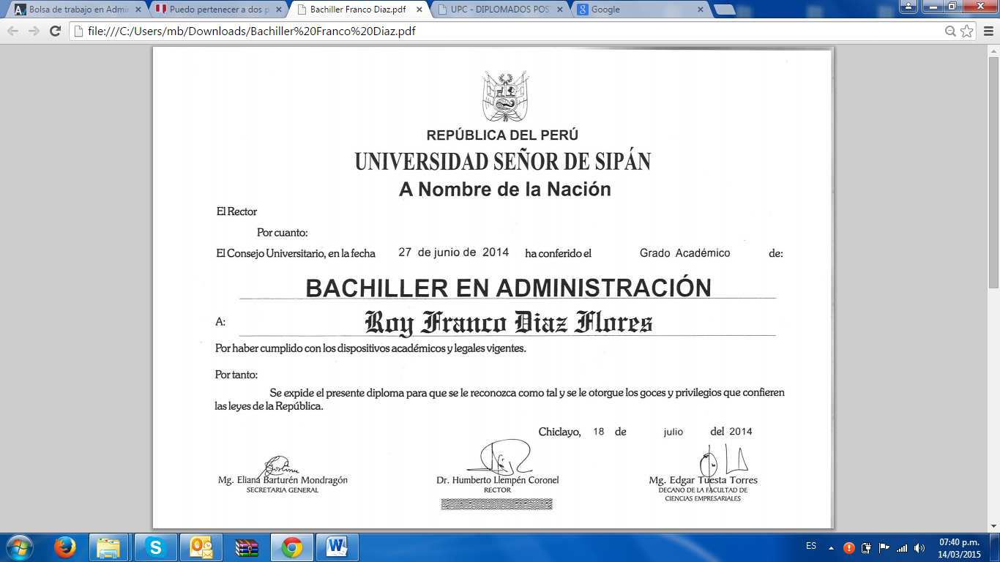 Bolsa de trabajo en Admin
Puedo pertenecer a dos p
Bachiller Franco Diaz.pdf
UPC - DIPLOMADOS POS
Google
file:///C:/Users/mb/Downloads/Bachiller%20Franco%20Diaz.pdf
REPÚBLICA DEL PERÚ
UNIVERSIDAD SEÑOR DE SIPÁN
A Nombre de la Nación
El Rector
Por cuanto:
El Consejo Universitario, en la fecha 27 de junio de 2014 ha conferido el Grado Académico de:
BACHILLER EN ADMINISTRACIÓN
A: Roy Franco Diaz Flores
Por haber cumplido con los dispositivos académicos y legales vigentes.
Por tanto:
Se expide el presente diploma para que se le reconozca como tal y se le otorgue los goces y privilegios que confieren
las leyes de la República.
Chiclayo, 18 de julio del 2014
Mg. Eliana Barturén Mondragón
SECRETARIA GENERAL
Dr. Humberto Llempén Coronel
RECTOR
Mg. Edgar Tuesta Torres
DECANO DE LA FACULTAD DE
CIENCIAS EMPRESARIALES
ES
07:40 p.m.
14/03/2015